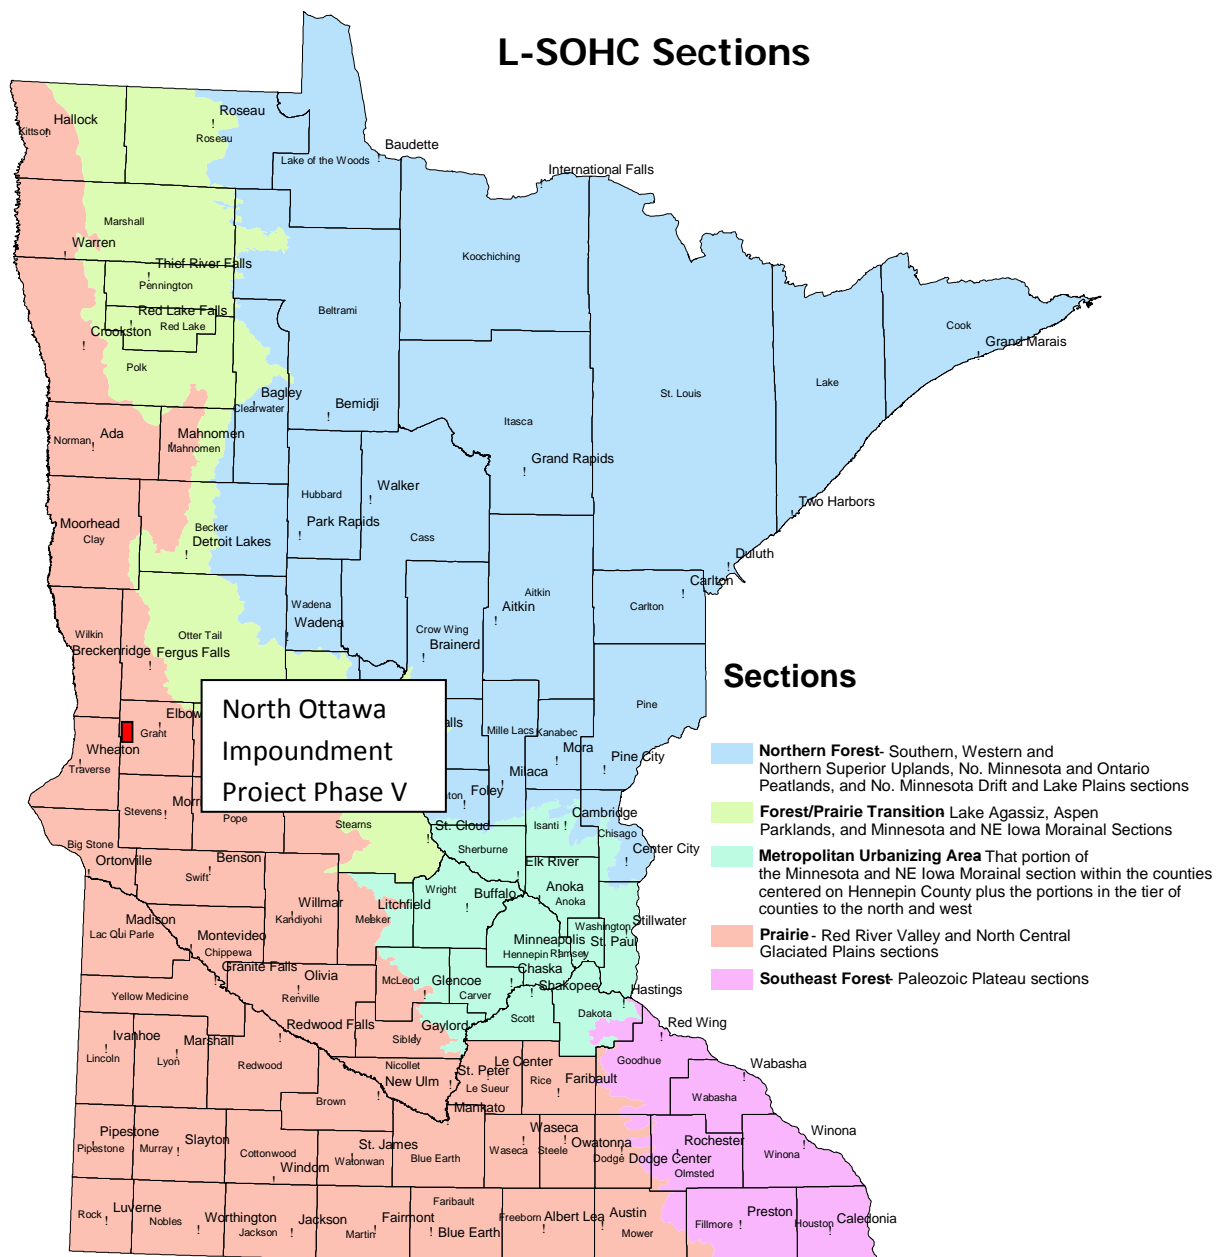 L-SOHC Sections
Roseau
Hallock
Kittson
Roseau
Baudette
Lake of the Woods
International Falls
Marshall
Warren
Koochiching
Thief River Falls
Pennington
Red Lake Falls
Beltrami
Red Lake
Crookston
Cook
Grand Marais
Polk
Lake
Bagley
St. Louis
Clearwater
Bemidji
Itasca
Ada
Mahnomen
Norman
Mahnomen
Grand Rapids
Walker
Hubbard
Two Harbors
Moorhead
Park Rapids
Becker
Clay
Detroit Lakes
Cass
Duluth
Carlton
Aitkin
Wadena
Aitkin
Carlton
Wadena
Crow Wing
Wilkin
Otter Tail
Brainerd
Breckenridge
Fergus Falls
Sections
North Ottawa
Impoundment
Project Phase V
Pine
Elbow
Grant
alls
Mille Lacs
Kanabec
Wheaton
Mora
Pine City
Traverse
Milaca
Northern Forest- Southern, Western and
Northern Superior Uplands, No. Minnesota and Ontario
Peatlands, and No. Minnesota Drift and Lake Plains sections
Morr
Stevens
Pope
ton
Foley
Cambridge
Stearns
St. Cloud
Isanti
Chisago
Forest/Prairie Transition- Lake Agassiz, Aspen
Parklands, and Minnesota and NE Iowa Morainal Sections
Big Stone
Ortonville
Benson
Sherburne
Center City
Elk River
Swift
Metropolitan Urbanizing Area- That portion of
the Minnesota and NE Iowa Morainal section within the counties
centered on Hennepin County plus the portions in the tier of
counties to the north and west
Wright
Buffalo
Anoka
Anoka
Willmar
Litchfield
Madison
Kandiyohi
Meeker
Stillwater
Washington
Lac Qui Parle
Montevideo
Minneapolis
St. Paul
Chippewa
Hennepin
Ramsey
Prairie - Red River Valley and North Central
Glaciated Plains sections
Granite Falls
Olivia
Chaska
McLeod
Glencoe
Shakopee
Southeast Forest- Paleozoic Plateau sections
Yellow Medicine
Renville
Carver
Hastings
Scott
Dakota
Redwood Falls
Gaylord
Red Wing
Ivanhoe
Marshall
Sibley
Lincoln
Lyon
Redwood
Nicollet
Le Center
Goodhue
Wabasha
St. Peter
New Ulm
Rice
Faribault
Le Sueur
Brown
Wabasha
Mankato
Pipestone
Slayton
St. James
Waseca
Owatonna
Rochester
Winona
Pipestone
Murray
Cottonwood
Watonwan
Blue Earth
Waseca
Steele
Dodge
Dodge Center
Winona
Windom
Olmsted
Faribault
Luverne
Worthington
Jackson
Fairmont
Freeborn
Albert Lea
Austin
Preston
Caledonia
Rock
Nobles
Jackson
Martin
Blue Earth
Mower
Fillmore
Houston